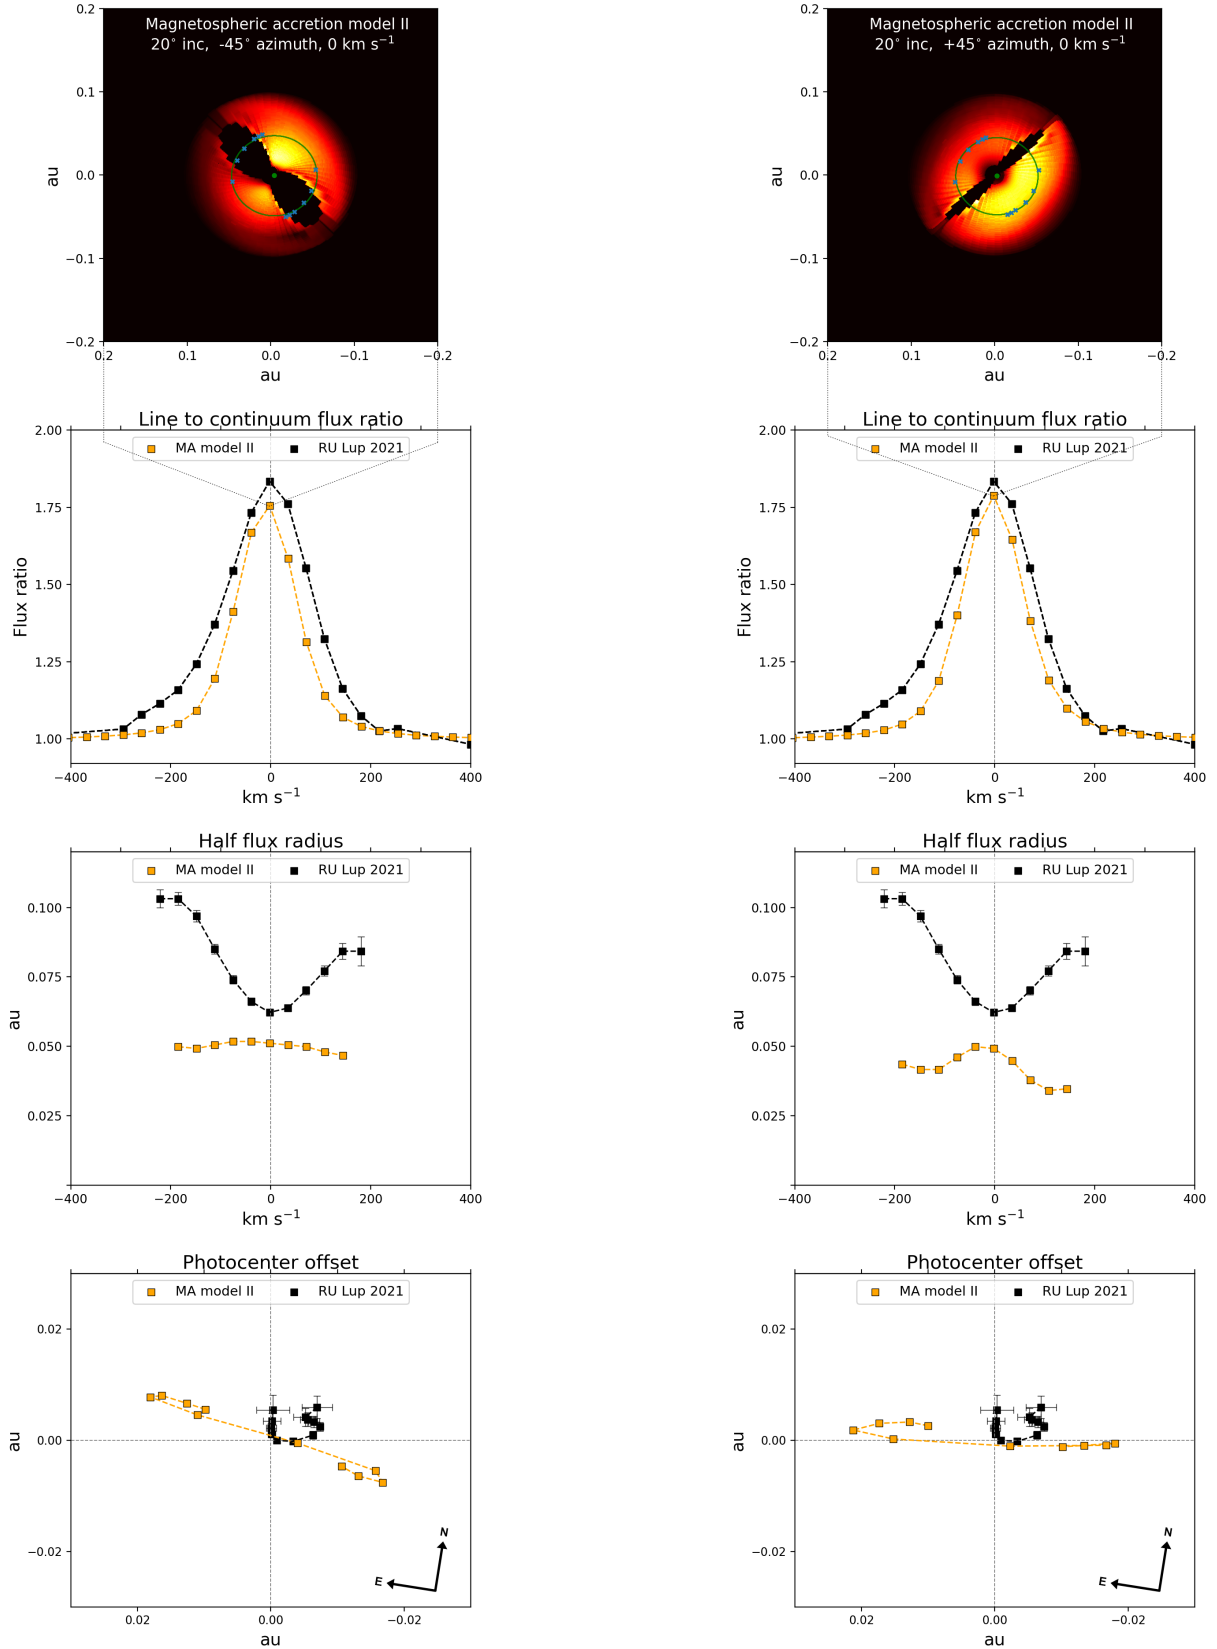 Magnetospheric accretion model II
20° inc, -45° azimuth, 0 km s⁻¹
0.2
0.1
0.0
−0.1
−0.2
au
0.2 0.1 0.0 −0.1 −0.2
au
Line to continuum flux ratio
MA model II RU Lup 2021
2.00
1.75
1.50
1.25
1.00
Flux ratio
−400 −200 0 200 400
km s⁻¹
Half flux radius
MA model II RU Lup 2021
0.100
0.075
0.050
0.025
au
−400 −200 0 200 400
km s⁻¹
Photocenter offset
MA model II RU Lup 2021
0.02
0.00
−0.02
au
N
E
0.02 0.00 −0.02
au
Magnetospheric accretion model II
20° inc, +45° azimuth, 0 km s⁻¹
0.2
0.1
0.0
−0.1
−0.2
au
0.2 0.1 0.0 −0.1 −0.2
au
Line to continuum flux ratio
MA model II RU Lup 2021
2.00
1.75
1.50
1.25
1.00
Flux ratio
−400 −200 0 200 400
km s⁻¹
Half flux radius
MA model II RU Lup 2021
0.100
0.075
0.050
0.025
au
−400 −200 0 200 400
km s⁻¹
Photocenter offset
MA model II RU Lup 2021
0.02
0.00
−0.02
au
N
E
0.02 0.00 −0.02
au